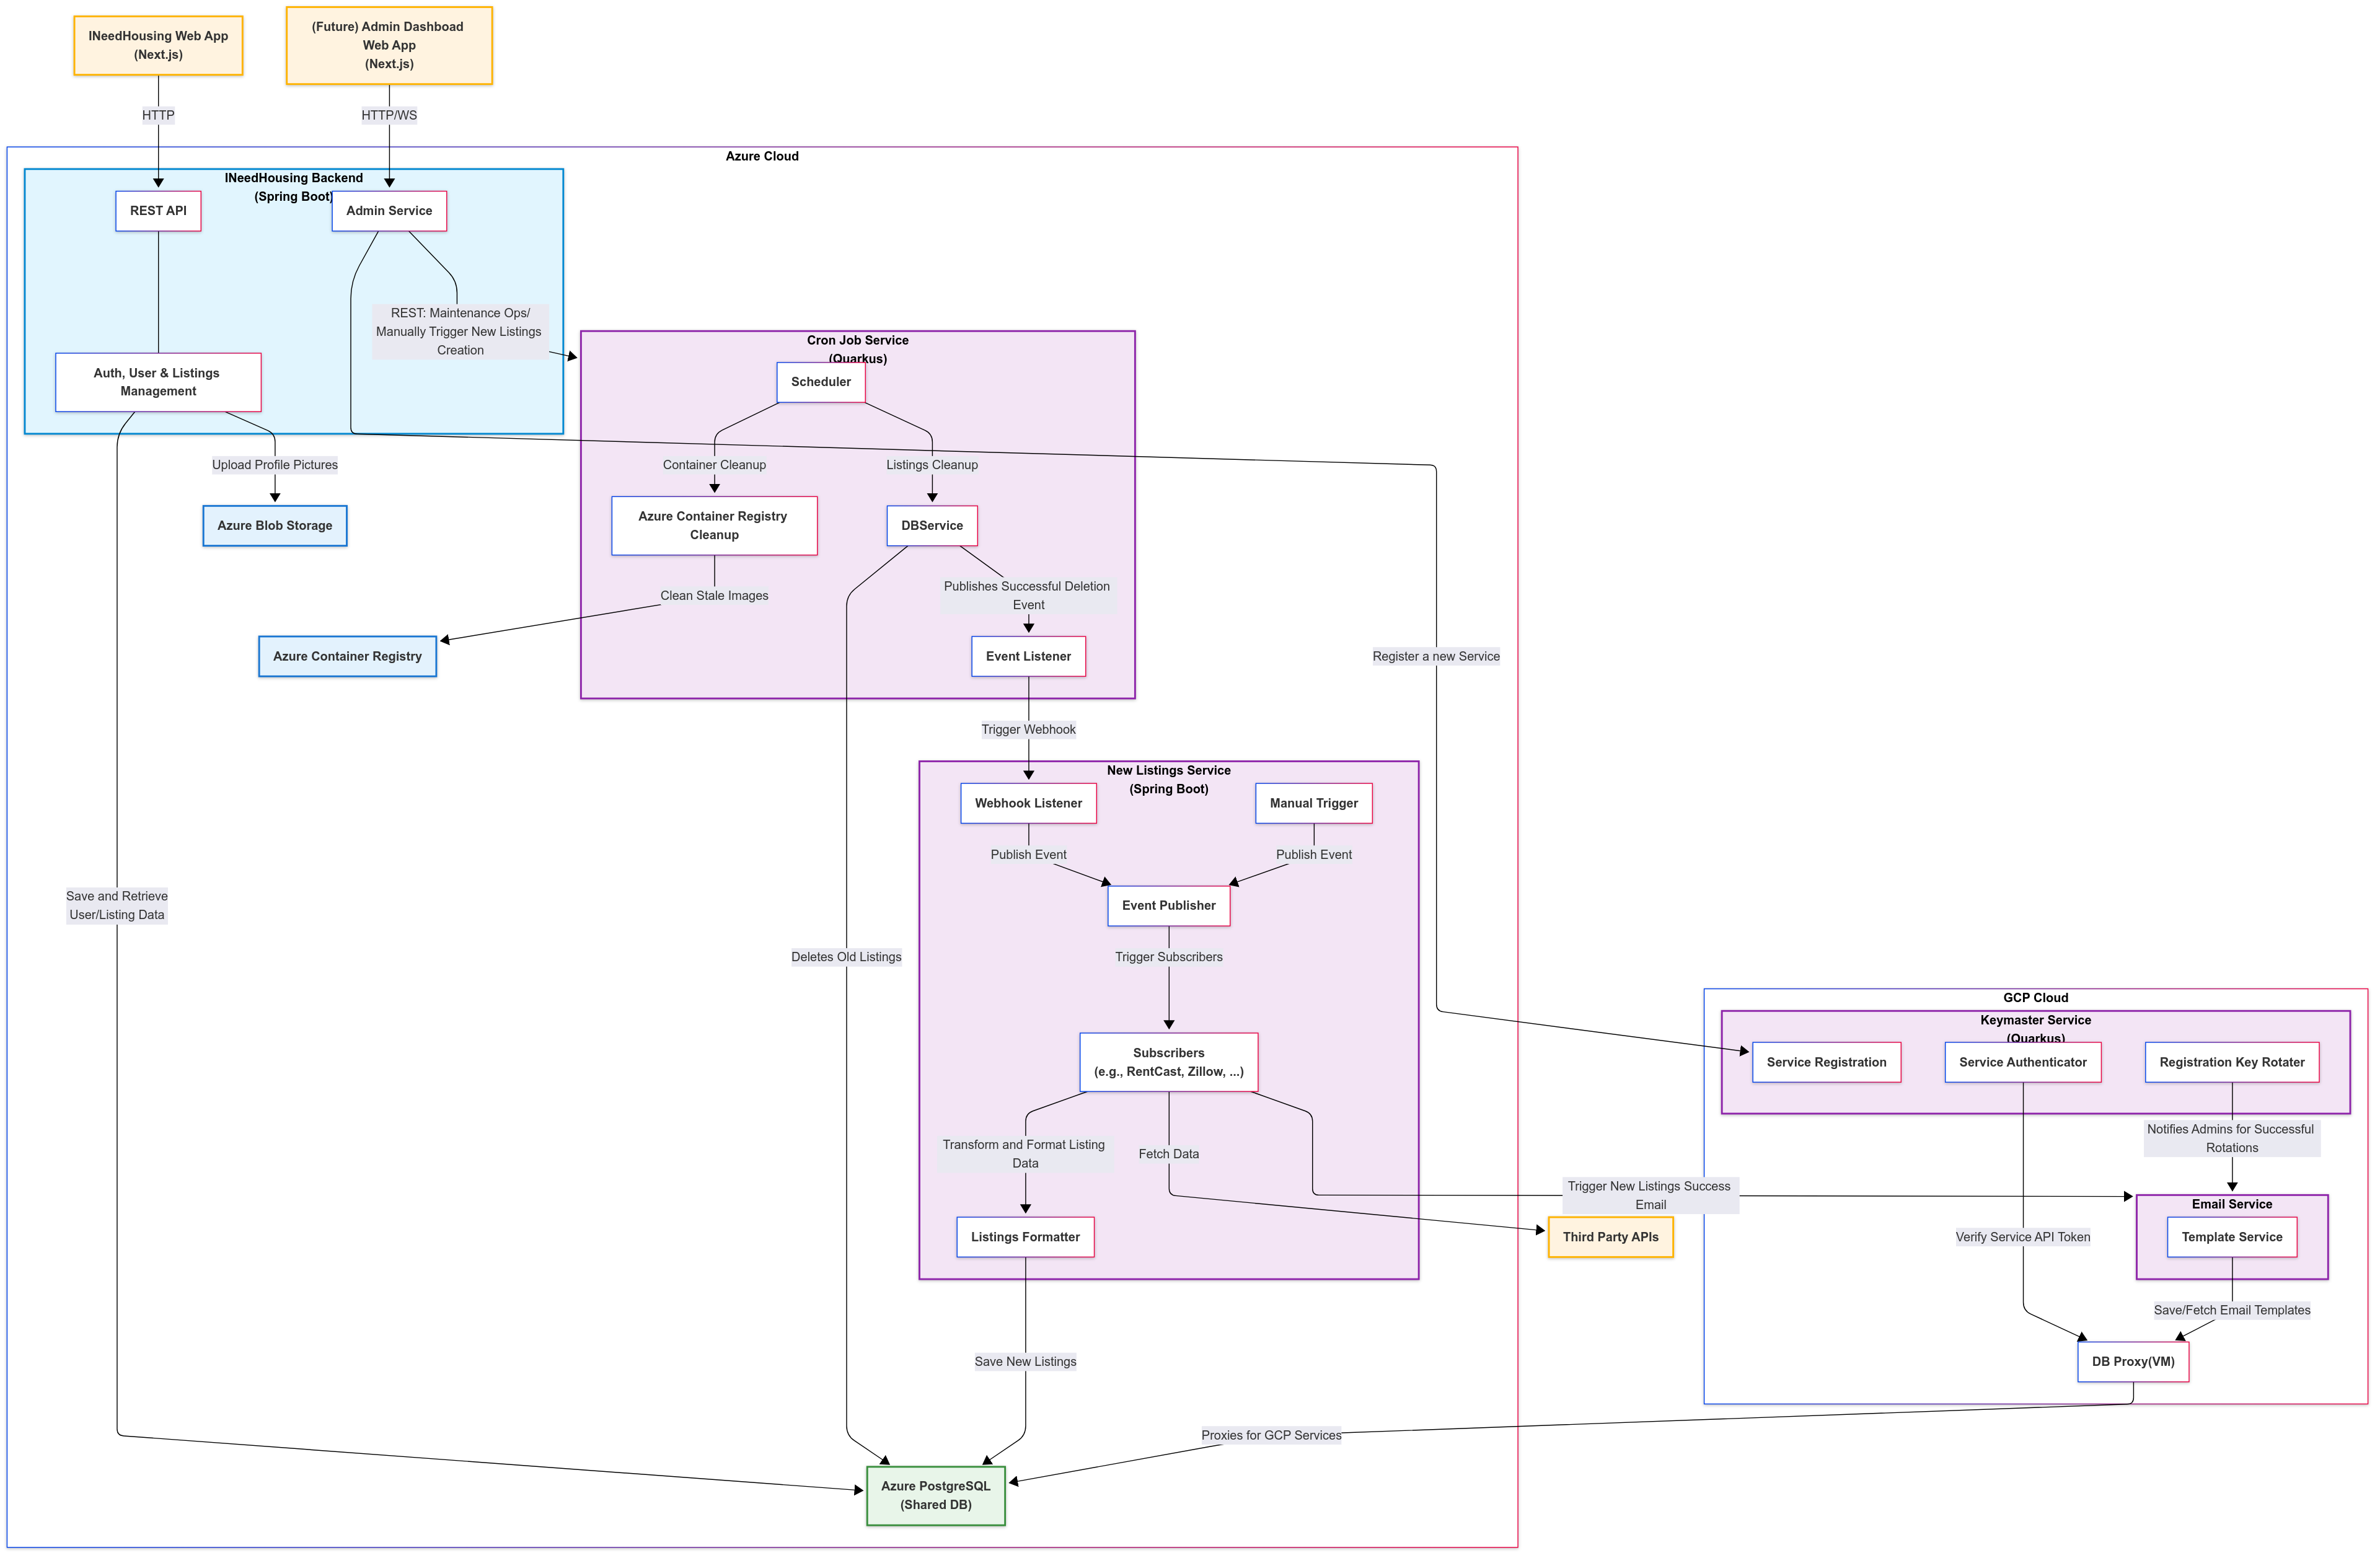 INeedHousing Web App
(Next.js)
(Future) Admin Dashboad
Web App
(Next.js)
HTTP
HTTP/WS
Azure Cloud
INeedHousing Backend
(Spring Boot)
REST API
Admin Service
REST: Maintenance Ops/
Manually Trigger New Listings
Creation
Auth, User & Listings
Management
Cron Job Service
(Quarkus)
Scheduler
Upload Profile Pictures
Container Cleanup
Listings Cleanup
Azure Blob Storage
Azure Container Registry
Cleanup
DBService
Clean Stale Images
Publishes Successful Deletion
Event
Azure Container Registry
Event Listener
Register a new Service
Trigger Webhook
New Listings Service
(Spring Boot)
Webhook Listener
Manual Trigger
Publish Event
Publish Event
Save and Retrieve
User/Listing Data
Event Publisher
Deletes Old Listings
Trigger Subscribers
GCP Cloud
Keymaster Service
(Quarkus)
Subscribers
(e.g., RentCast, Zillow, ...)
Service Registration
Service Authenticator
Registration Key Rotater
Transform and Format Listing
Data
Fetch Data
Notifies Admins for Successful
Rotations
Trigger New Listings Success
Email
Email Service
Listings Formatter
Third Party APIs
Verify Service API Token
Template Service
Save/Fetch Email Templates
Save New Listings
DB Proxy(VM)
Proxies for GCP Services
Azure PostgreSQL
(Shared DB)